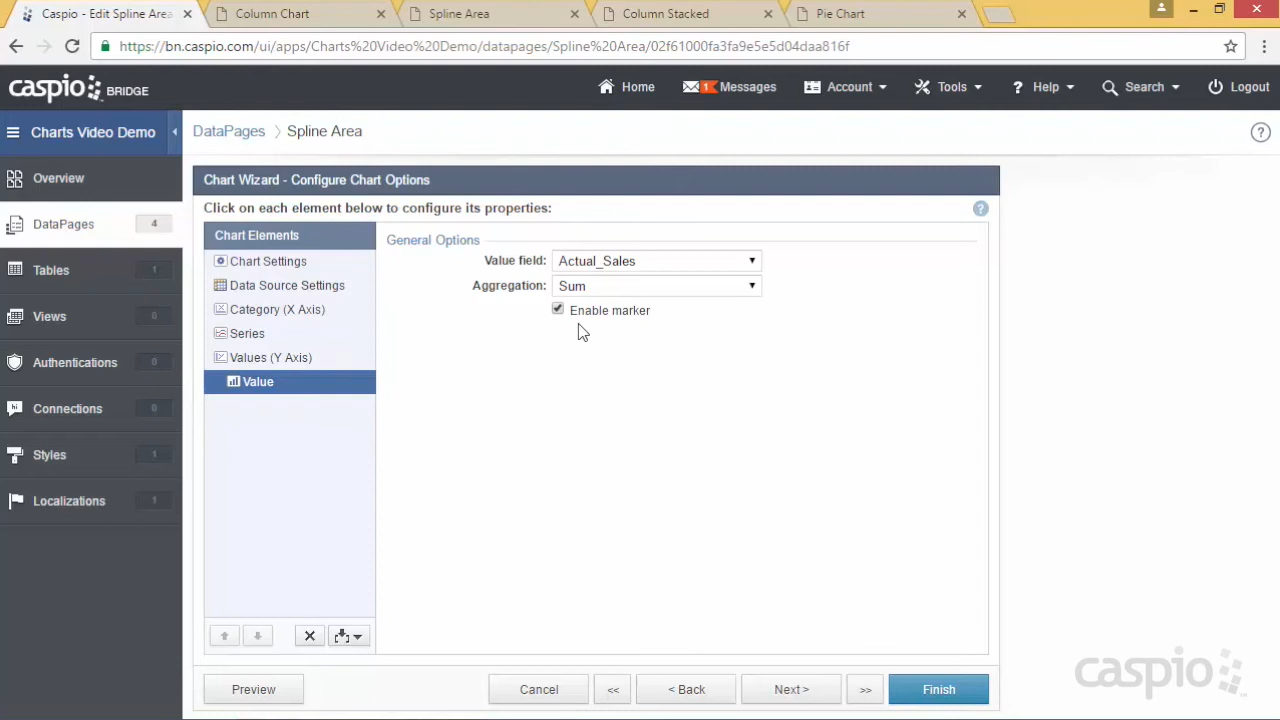 Caspio - Edit Spline Area
Column Chart
Spline Area
Column Stacked
Pie Chart
https://bn.caspio.com/ui/apps/Charts%20Video%20Demo/datapages/Spline%20Area/02f61000fa3fa9e5e5d04daa816f
caspio BRIDGE
Home
1 Messages
Account
Tools
? Help
Search
Logout
Charts Video Demo
DataPages > Spline Area
?
Overview
DataPages 4
Tables 1
Views 0
Authentications 0
Connections 0
Styles 1
Localizations 1
Chart Wizard - Configure Chart Options
Click on each element below to configure its properties:
?
Chart Elements
Chart Settings
Data Source Settings
Category (X Axis)
Series
Values (Y Axis)
Value
General Options
Value field: Actual_Sales
Aggregation: Sum
Enable marker
Preview
Cancel
<<
< Back
Next >
>>
Finish
caspio